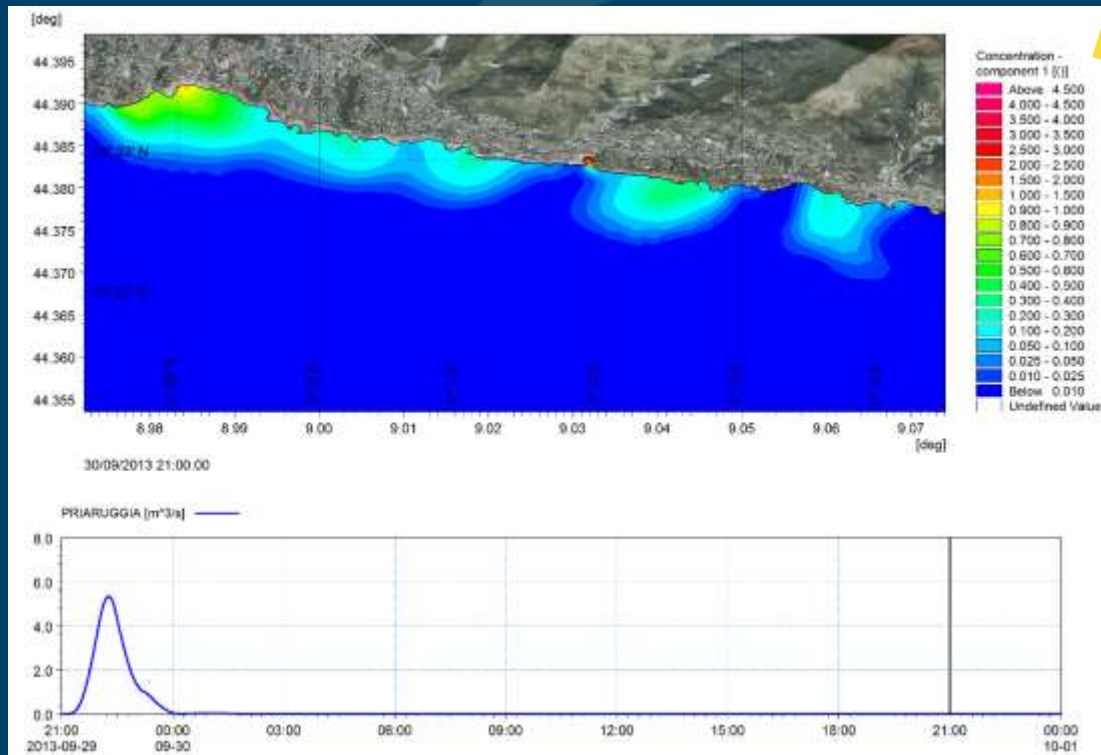 [deg]
44.395
44.390
44.385
44.380
44.375
44.370
44.365
44.360
44.355
8.98 8.99 9.00 9.01 9.02 9.03 9.04 9.05 9.06 9.07
[deg]
Concentration -
component 1 [()]
Above 4.500
4.000 - 4.500
3.500 - 4.000
3.000 - 3.500
2.500 - 3.000
2.000 - 2.500
1.500 - 2.000
1.000 - 1.500
0.900 - 1.000
0.800 - 0.900
0.700 - 0.800
0.600 - 0.700
0.500 - 0.600
0.400 - 0.500
0.300 - 0.400
0.200 - 0.300
0.100 - 0.200
0.050 - 0.100
0.025 - 0.050
0.010 - 0.025
Below 0.010
Undefined Value
30/09/2013 21:00:00
PRIARUGGIA [m^3/s]
8.0
6.0
4.0
2.0
0.0
21:00 00:00 03:00 06:00 09:00 12:00 15:00 18:00 21:00 00:00
2013-09-29 09-30 10-01